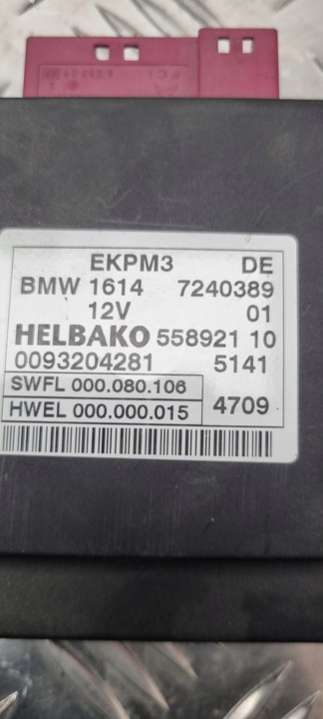 EKPM3 DE
BMW 1614 7240389
12V 01
HELBAKO 558921 10
0093204281 5141
SWFL 000.080.106
HWEL 000.000.015 4709